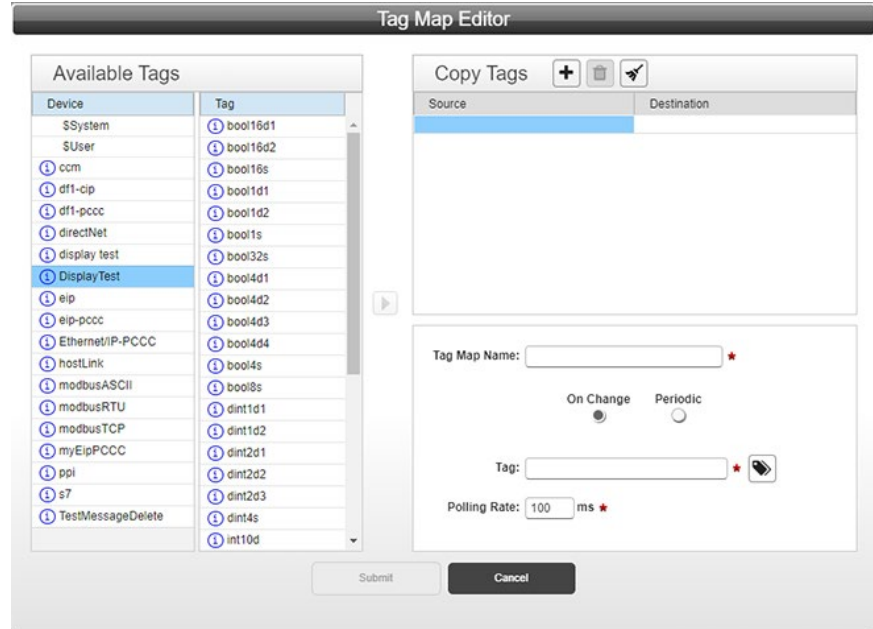 Tag Map Editor
Available Tags
Device
$System
$User
ccm
df1-cip
df1-pccc
directNet
display test
DisplayTest
eip
eip-pccc
Ethernet/IP-PCCC
hostLink
modbusASCII
modbusRTU
modbusTCP
myEipPCCC
ppi
s7
TestMessageDelete
Tag
bool16d1
bool16d2
bool16s
bool1d1
bool1d2
bool1s
bool32s
bool4d1
bool4d2
bool4d3
bool4d4
bool4s
bool8s
dint1d1
dint1d2
dint2d1
dint2d2
dint2d3
dint4s
int10d
Copy Tags
Source Destination
Tag Map Name: *
On Change Periodic
Tag: *
Polling Rate: 100 ms *
Submit Cancel